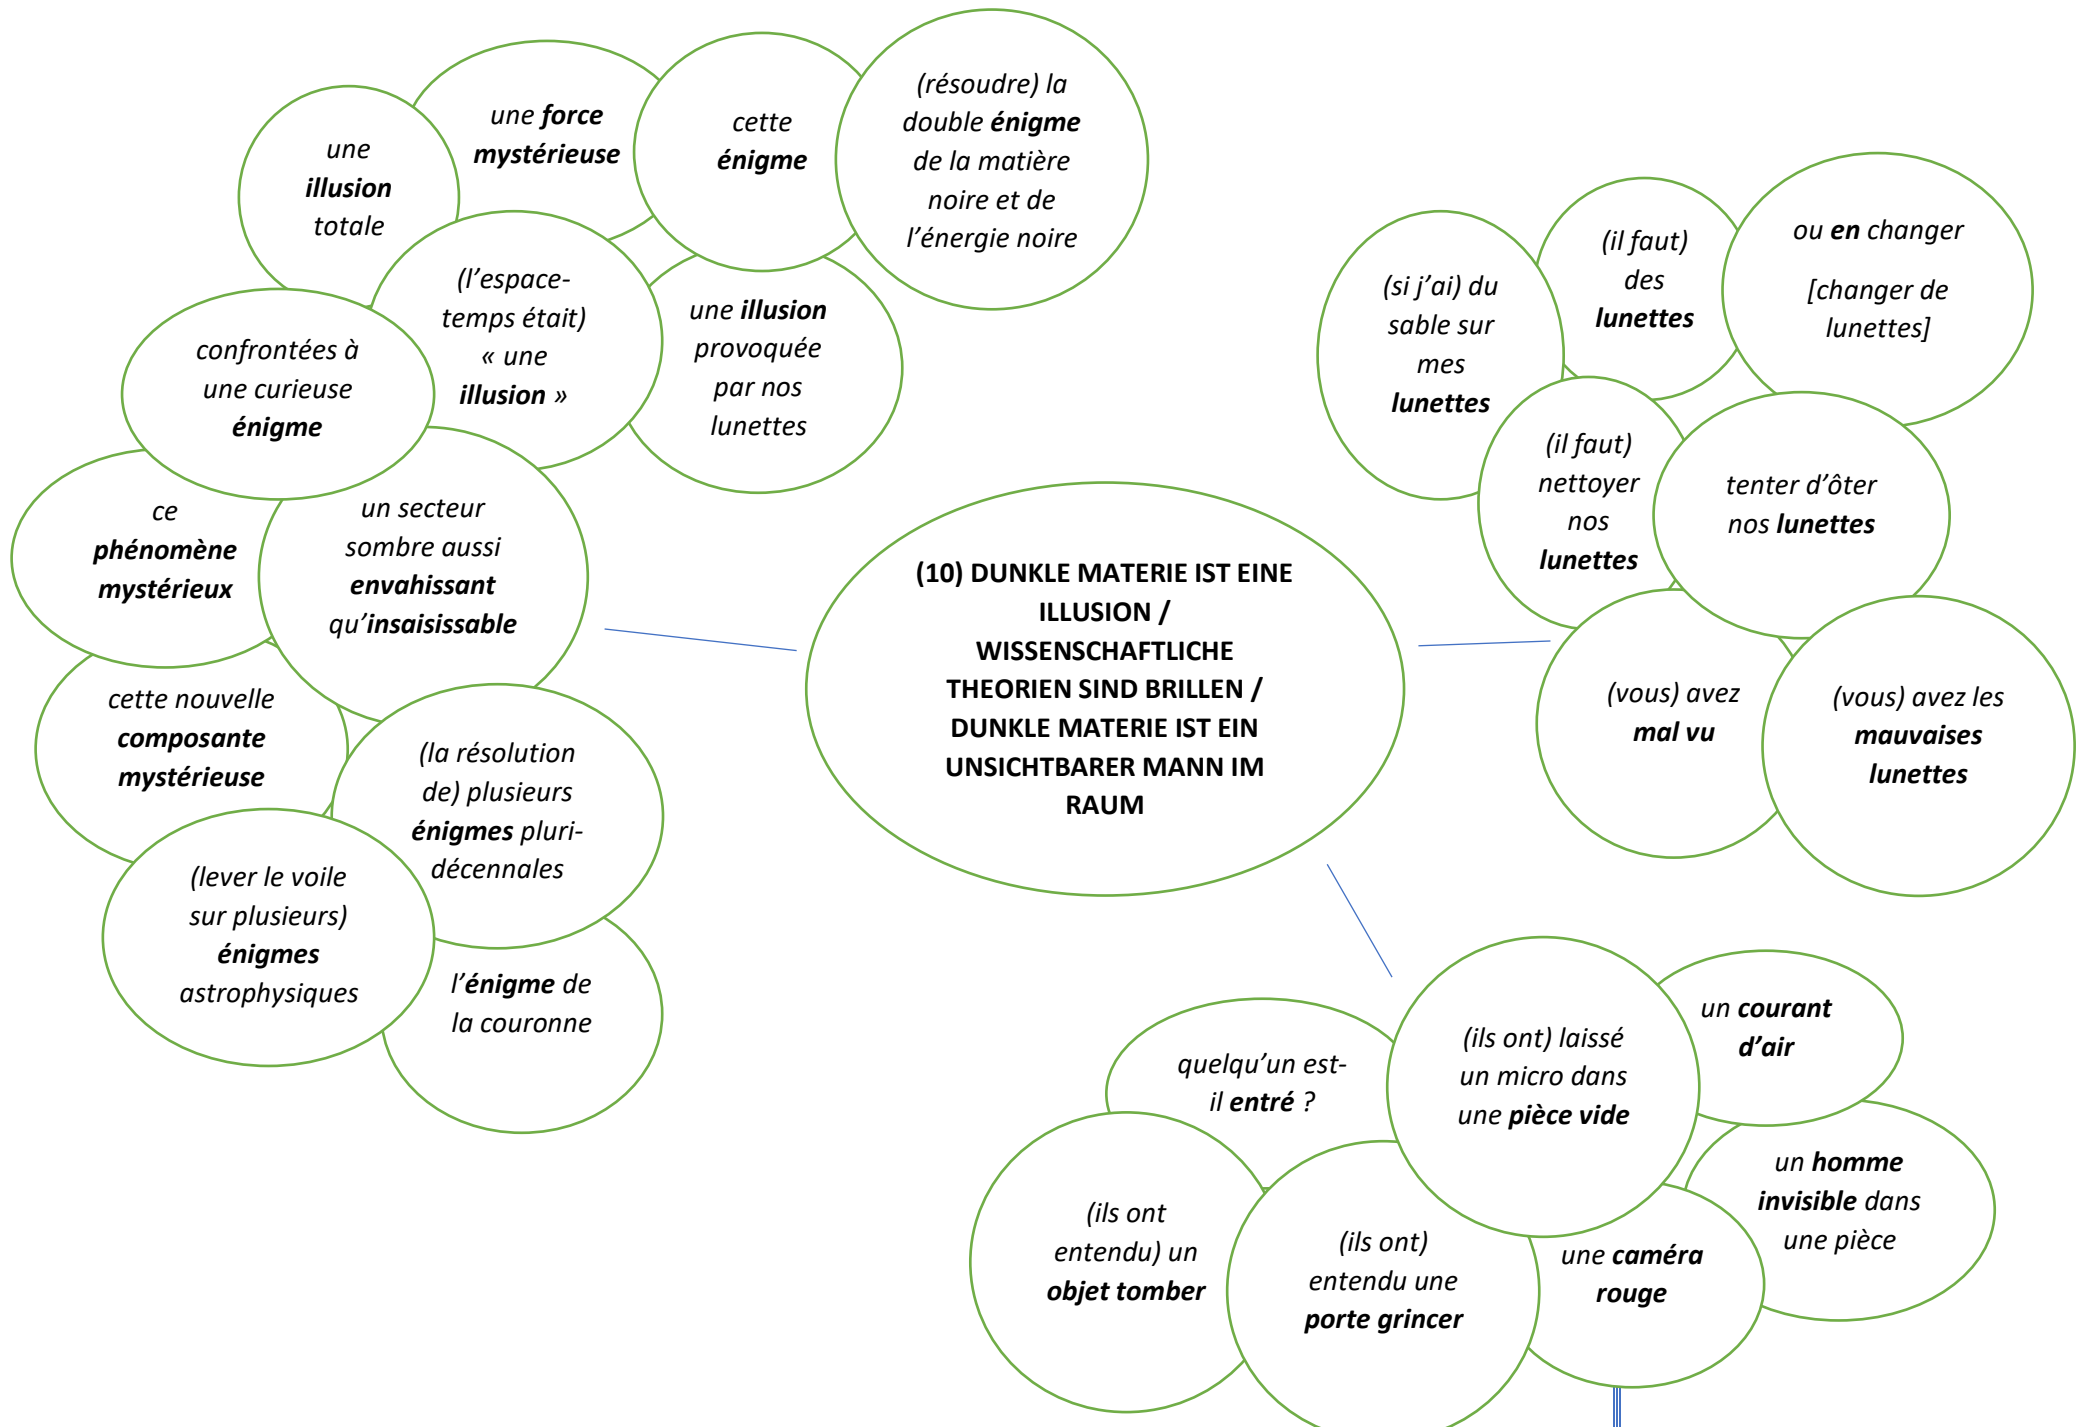 une
illusion
totale
une force
mystérieuse
cette
énigme
(résoudre) la
double énigme
de la matière
noire et de
l'énergie noire
confrontées à
une curieuse
énigme
(l'espace-
temps était)
« une
illusion »
une illusion
provoquée
par nos
lunettes
ce
phénomène
mystérieux
un secteur
sombre aussi
envahissant
qu'insaisissable
cette nouvelle
composante
mystérieuse
(la résolution
de) plusieurs
énigmes pluri-
décennales
(lever le voile
sur plusieurs)
énigmes
astrophysiques
l'énigme de
la couronne
(10) DUNKLE MATERIE IST EINE
ILLUSION /
WISSENSCHAFTLICHE
THEORIEN SIND BRILLEN /
DUNKLE MATERIE IST EIN
UNSICHTBARER MANN IM
RAUM
(si j'ai) du
sable sur
mes
lunettes
(il faut)
des
lunettes
ou en changer
[changer de
lunettes]
(il faut)
nettoyer
nos
lunettes
tenter d'ôter
nos lunettes
(vous) avez
mal vu
(vous) avez les
mauvaises
lunettes
quelqu'un est-
il entré ?
(ils ont) laissé
un micro dans
une pièce vide
un courant
d'air
(ils ont
entendu) un
objet tomber
(ils ont)
entendu une
porte grincer
une caméra
rouge
un homme
invisible dans
une pièce